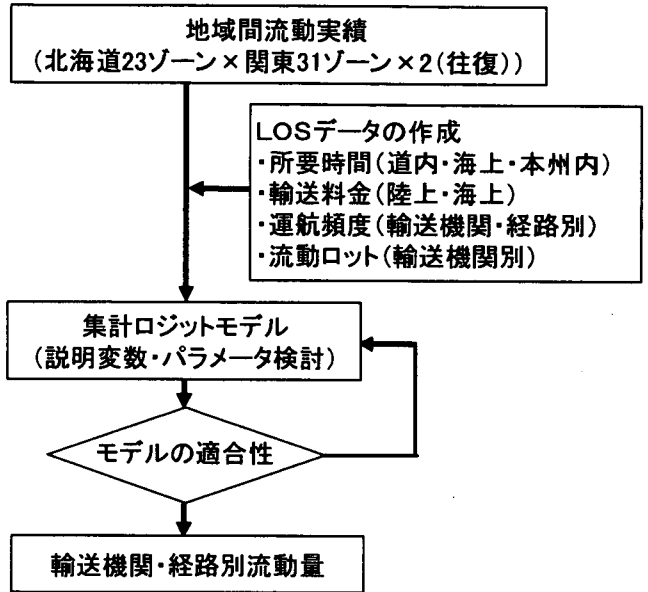 地域間流動実績
(北海道23ゾーン×関東31ゾーン×2(往復))
LOSデータの作成
・所要時間(道内・海上・本州内)
・輸送料金(陸上・海上)
・運航頻度(輸送機関・経路別)
・流動ロット(輸送機関別)
集計ロジットモデル
(説明変数・パラメータ検討)
モデルの適合性
輸送機関・経路別流動量